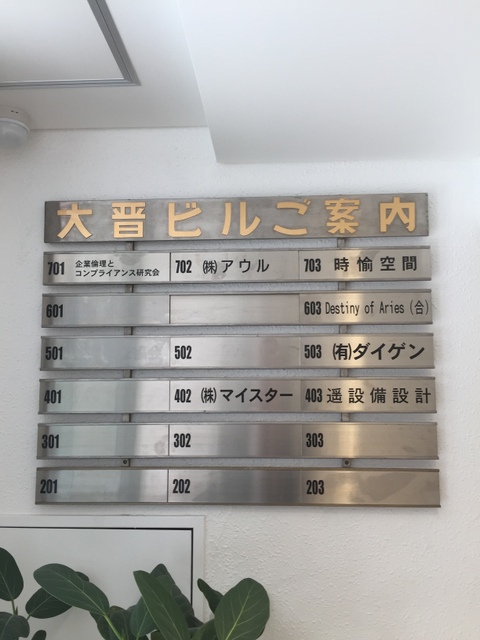 大晋ビルご案内
701 企業倫理と
コンプライアンス研究会
702 ㈱アウル
703 時愉空間
601
603 Destiny of Aries (合)
501
502
503 ㈲ダイゲン
401
402 ㈱マイスター
403 遥設備設計
301
302
303
201
202
203